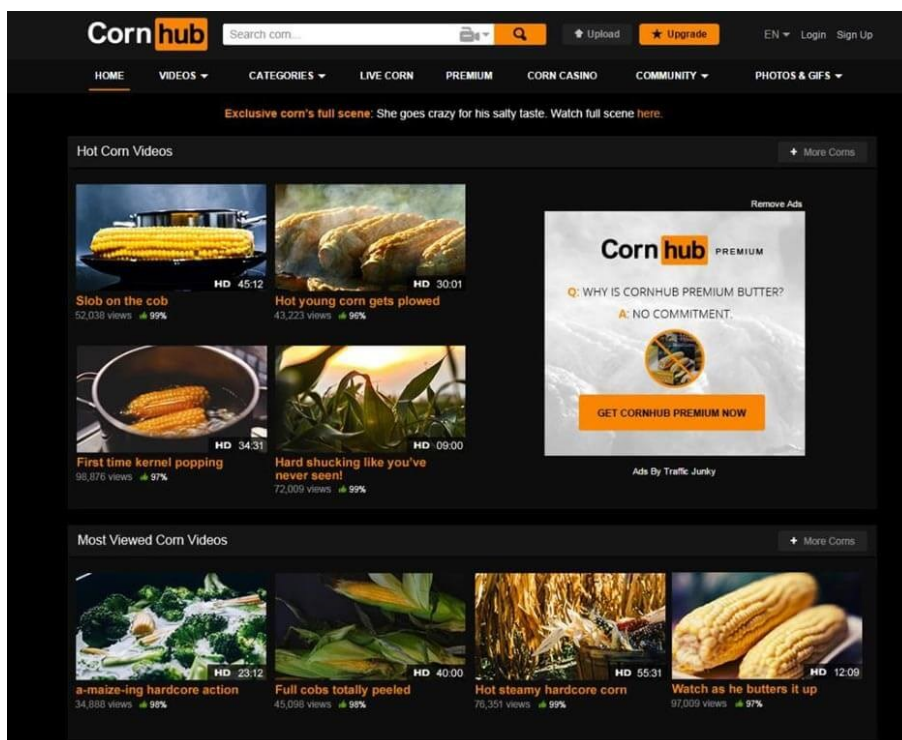 Corn hub
Search corn...
Upload
Upgrade
EN
Login
Sign Up
HOME
VIDEOS
CATEGORIES
LIVE CORN
PREMIUM
CORN CASINO
COMMUNITY
PHOTOS & GIFS
Exclusive corn's full scene: She goes crazy for his salty taste. Watch full scene here.
Hot Corn Videos
+ More Corns
HD 45:12
Slob on the cob
52,038 views 99%
HD 30:01
Hot young corn gets plowed
43,223 views 96%
HD 34:31
First time kernel popping
98,876 views 97%
HD 09:00
Hard shucking like you've
never seen!
72,009 views 99%
Remove Ads
Corn hub PREMIUM
Q: WHY IS CORNHUB PREMIUM BUTTER?
A: NO COMMITMENT.
GET CORNHUB PREMIUM NOW
Ads By Traffic Junky
Most Viewed Corn Videos
+ More Corns
HD 23:12
a-maize-ing hardcore action
34,888 views 98%
HD 40:00
Full cobs totally peeled
45,098 views 98%
HD 55:31
Hot steamy hardcore corn
76,351 views 99%
HD 12:09
Watch as he butters it up
97,009 views 97%